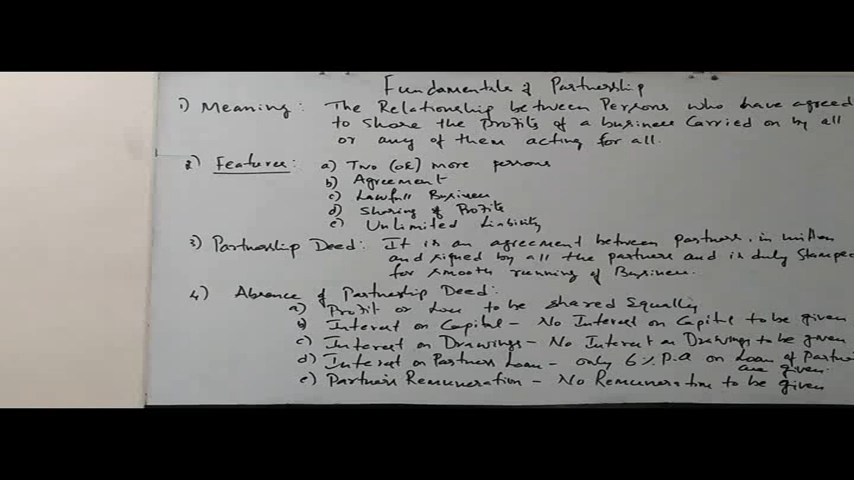 Fundamentals of Partnership
1) Meaning: The Relationship between Persons who have agreed
to share the Profits of a business Carried on by all
or any of them acting for all.
2) Features: a) Two (OR) more persons
b) Agreement
c) Lawfull Business
d) Sharing of Profits
e) Unlimited Liability
3) Partnership Deed: It is an agreement between partners, in written
and signed by all the partners and is duly stamped
for smooth running of Business.
4) Absence of Partnership Deed:
a) Profit or Loss to be shared Equally
b) Interest on Capital - No Interest on Capital to be given
c) Interest on Drawings - No Interest on Drawings to be given
d) Interest on Partners Loan - only 6% P.A on Loan of Partne
are given.
e) Partners Remuneration - No Remuneration to be given